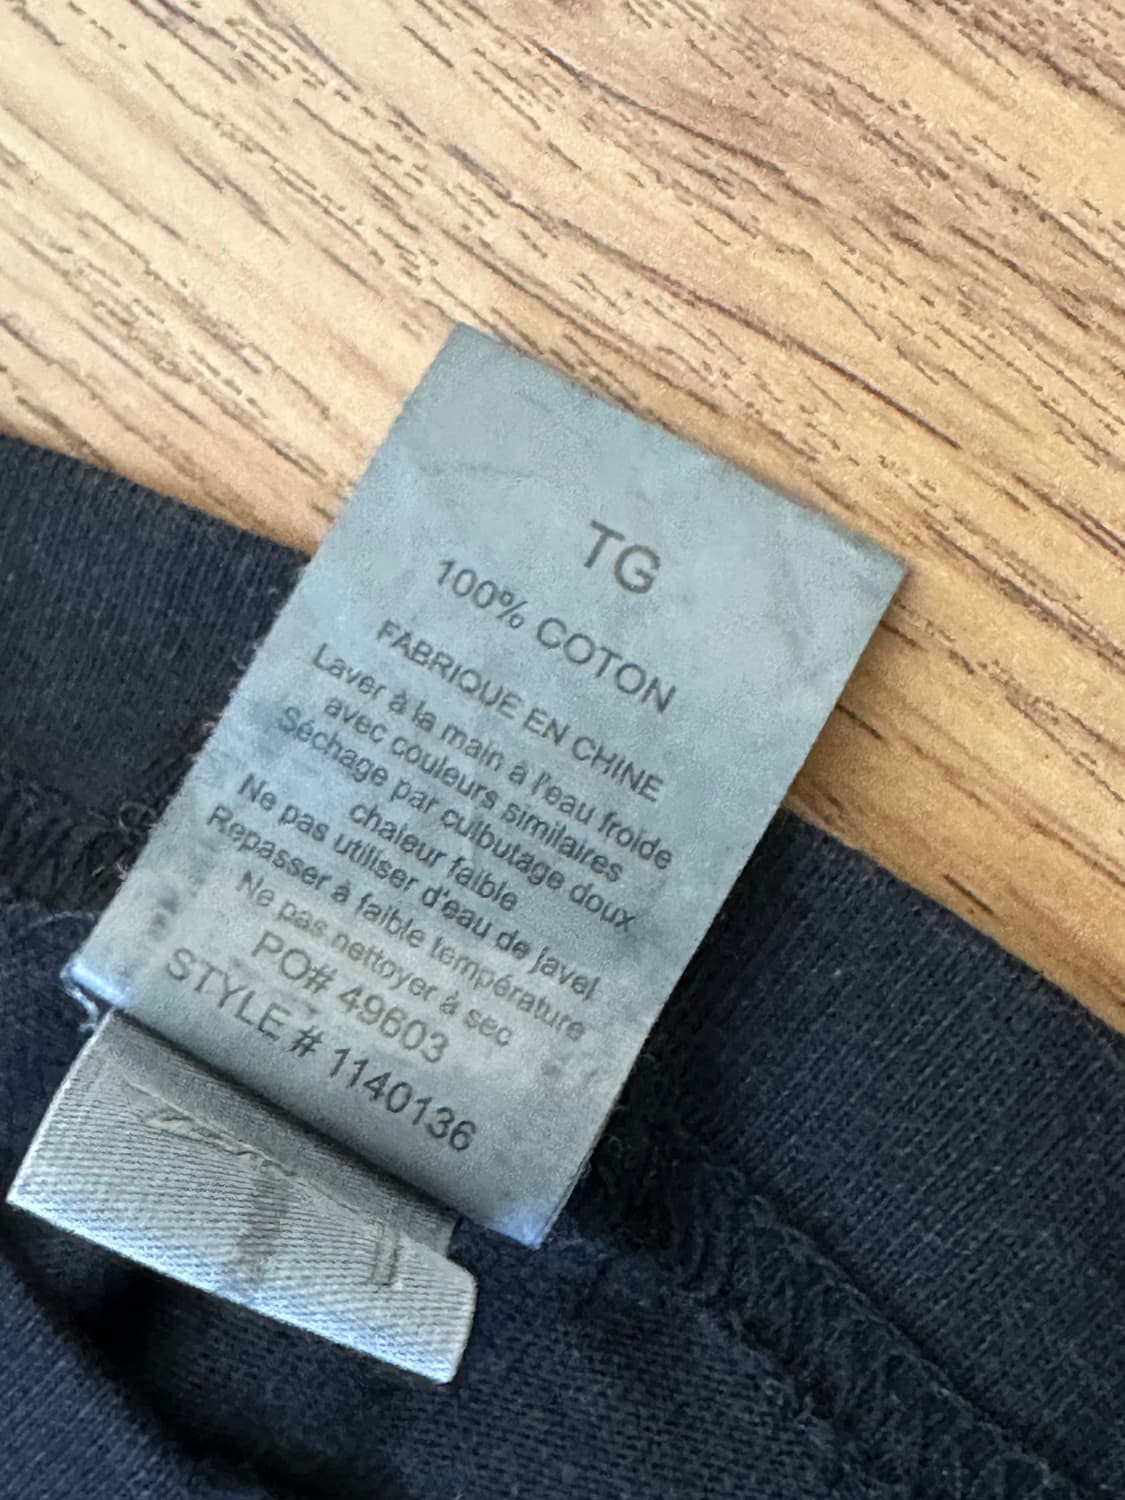 TG
100% COTON
FABRIQUE EN CHINE
Laver à la main à l'eau froide
avec couleurs similaires
Séchage par culbutage doux
chaleur faible
Ne pas utiliser d'eau de javel
Repasser à faible température
Ne pas nettoyer à sec
PO# 49603
STYLE # 1140136